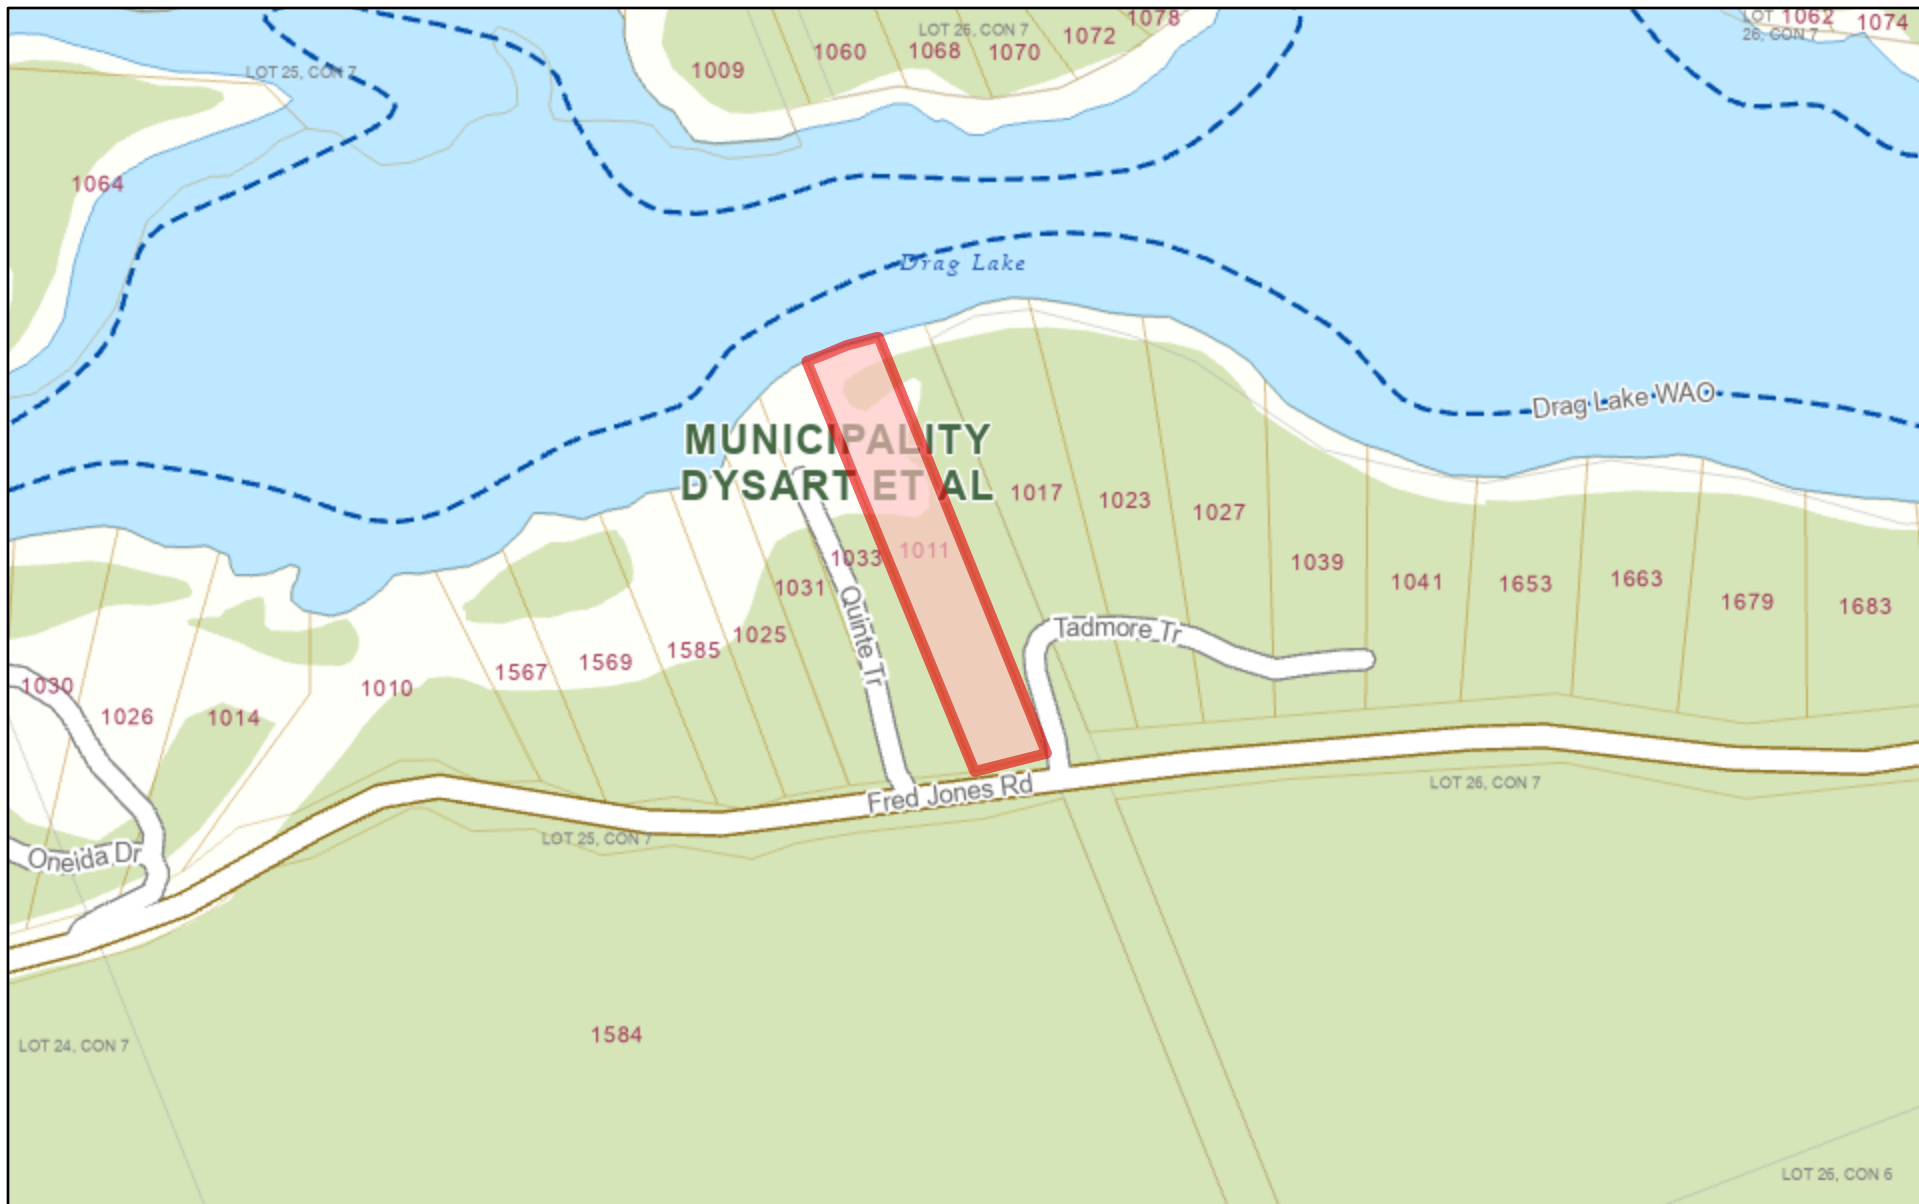 LOT 25, CON 7
LOT 26, CON 7
1078
1072
1060
1068
1070
1009
LOT 26, CON 7
1062
1074
1064
Drag Lake
Drag Lake WAO
MUNICIPALITY
DYSART ET AL
1017
1023
1027
1039
1041
1653
1663
1679
1683
1033
1011
1031
1025
1585
1569
1567
1010
1014
1026
1030
Quinte Tr
Tadmore Tr
Fred Jones Rd
Oneida Dr
LOT 25, CON 7
LOT 26, CON 7
1584
LOT 24, CON 7
LOT 26, CON 6